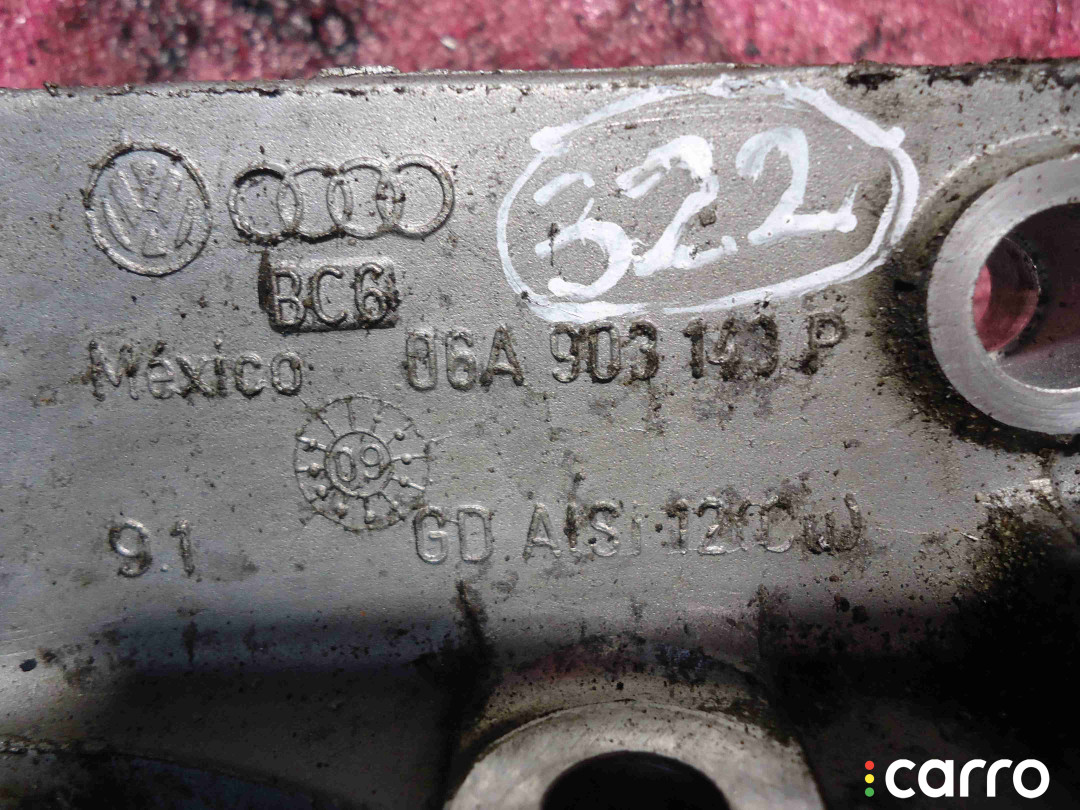 322
BC6
México 06A 903 143 P
09
91 GD AlSi 12(Cu)
carro